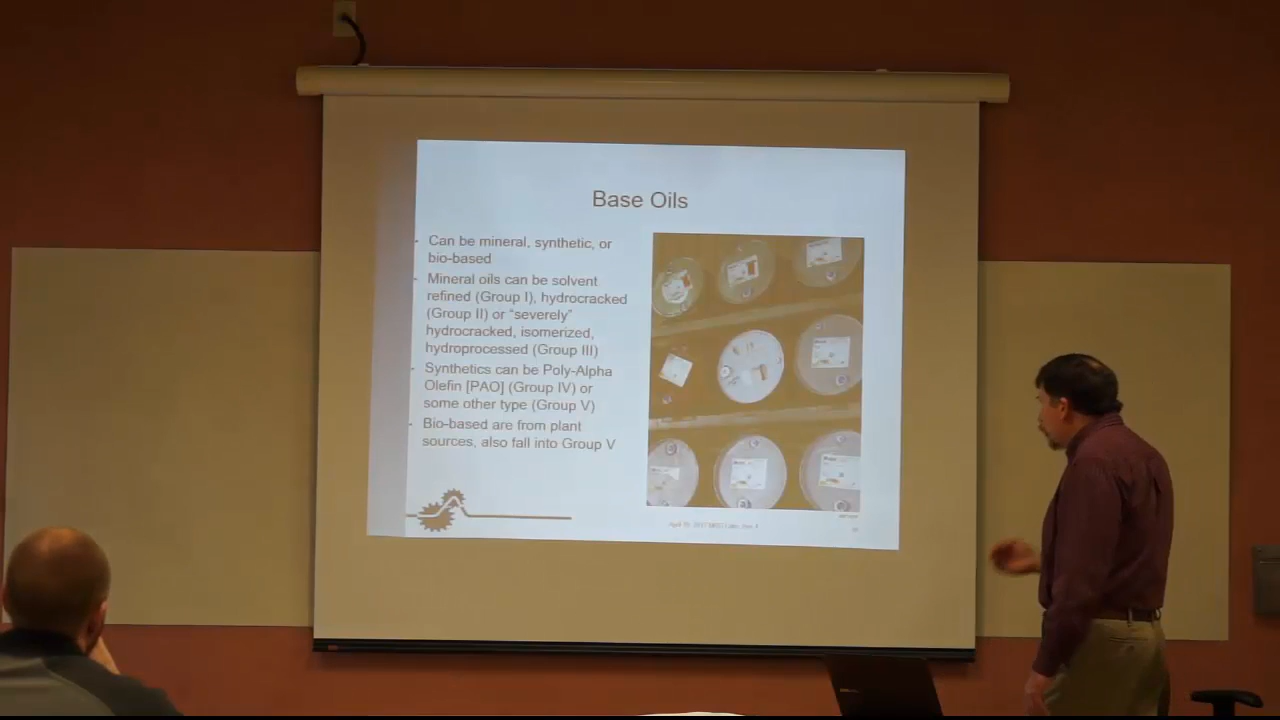 Base Oils
Can be mineral, synthetic, or
bio-based
Mineral oils can be solvent
refined (Group I), hydrocracked
(Group II) or “severely”
hydrocracked, isomerized,
hydroprocessed (Group III)
Synthetics can be Poly-Alpha
Olefin [PAO] (Group IV) or
some other type (Group V)
Bio-based are from plant
sources, also fall into Group V